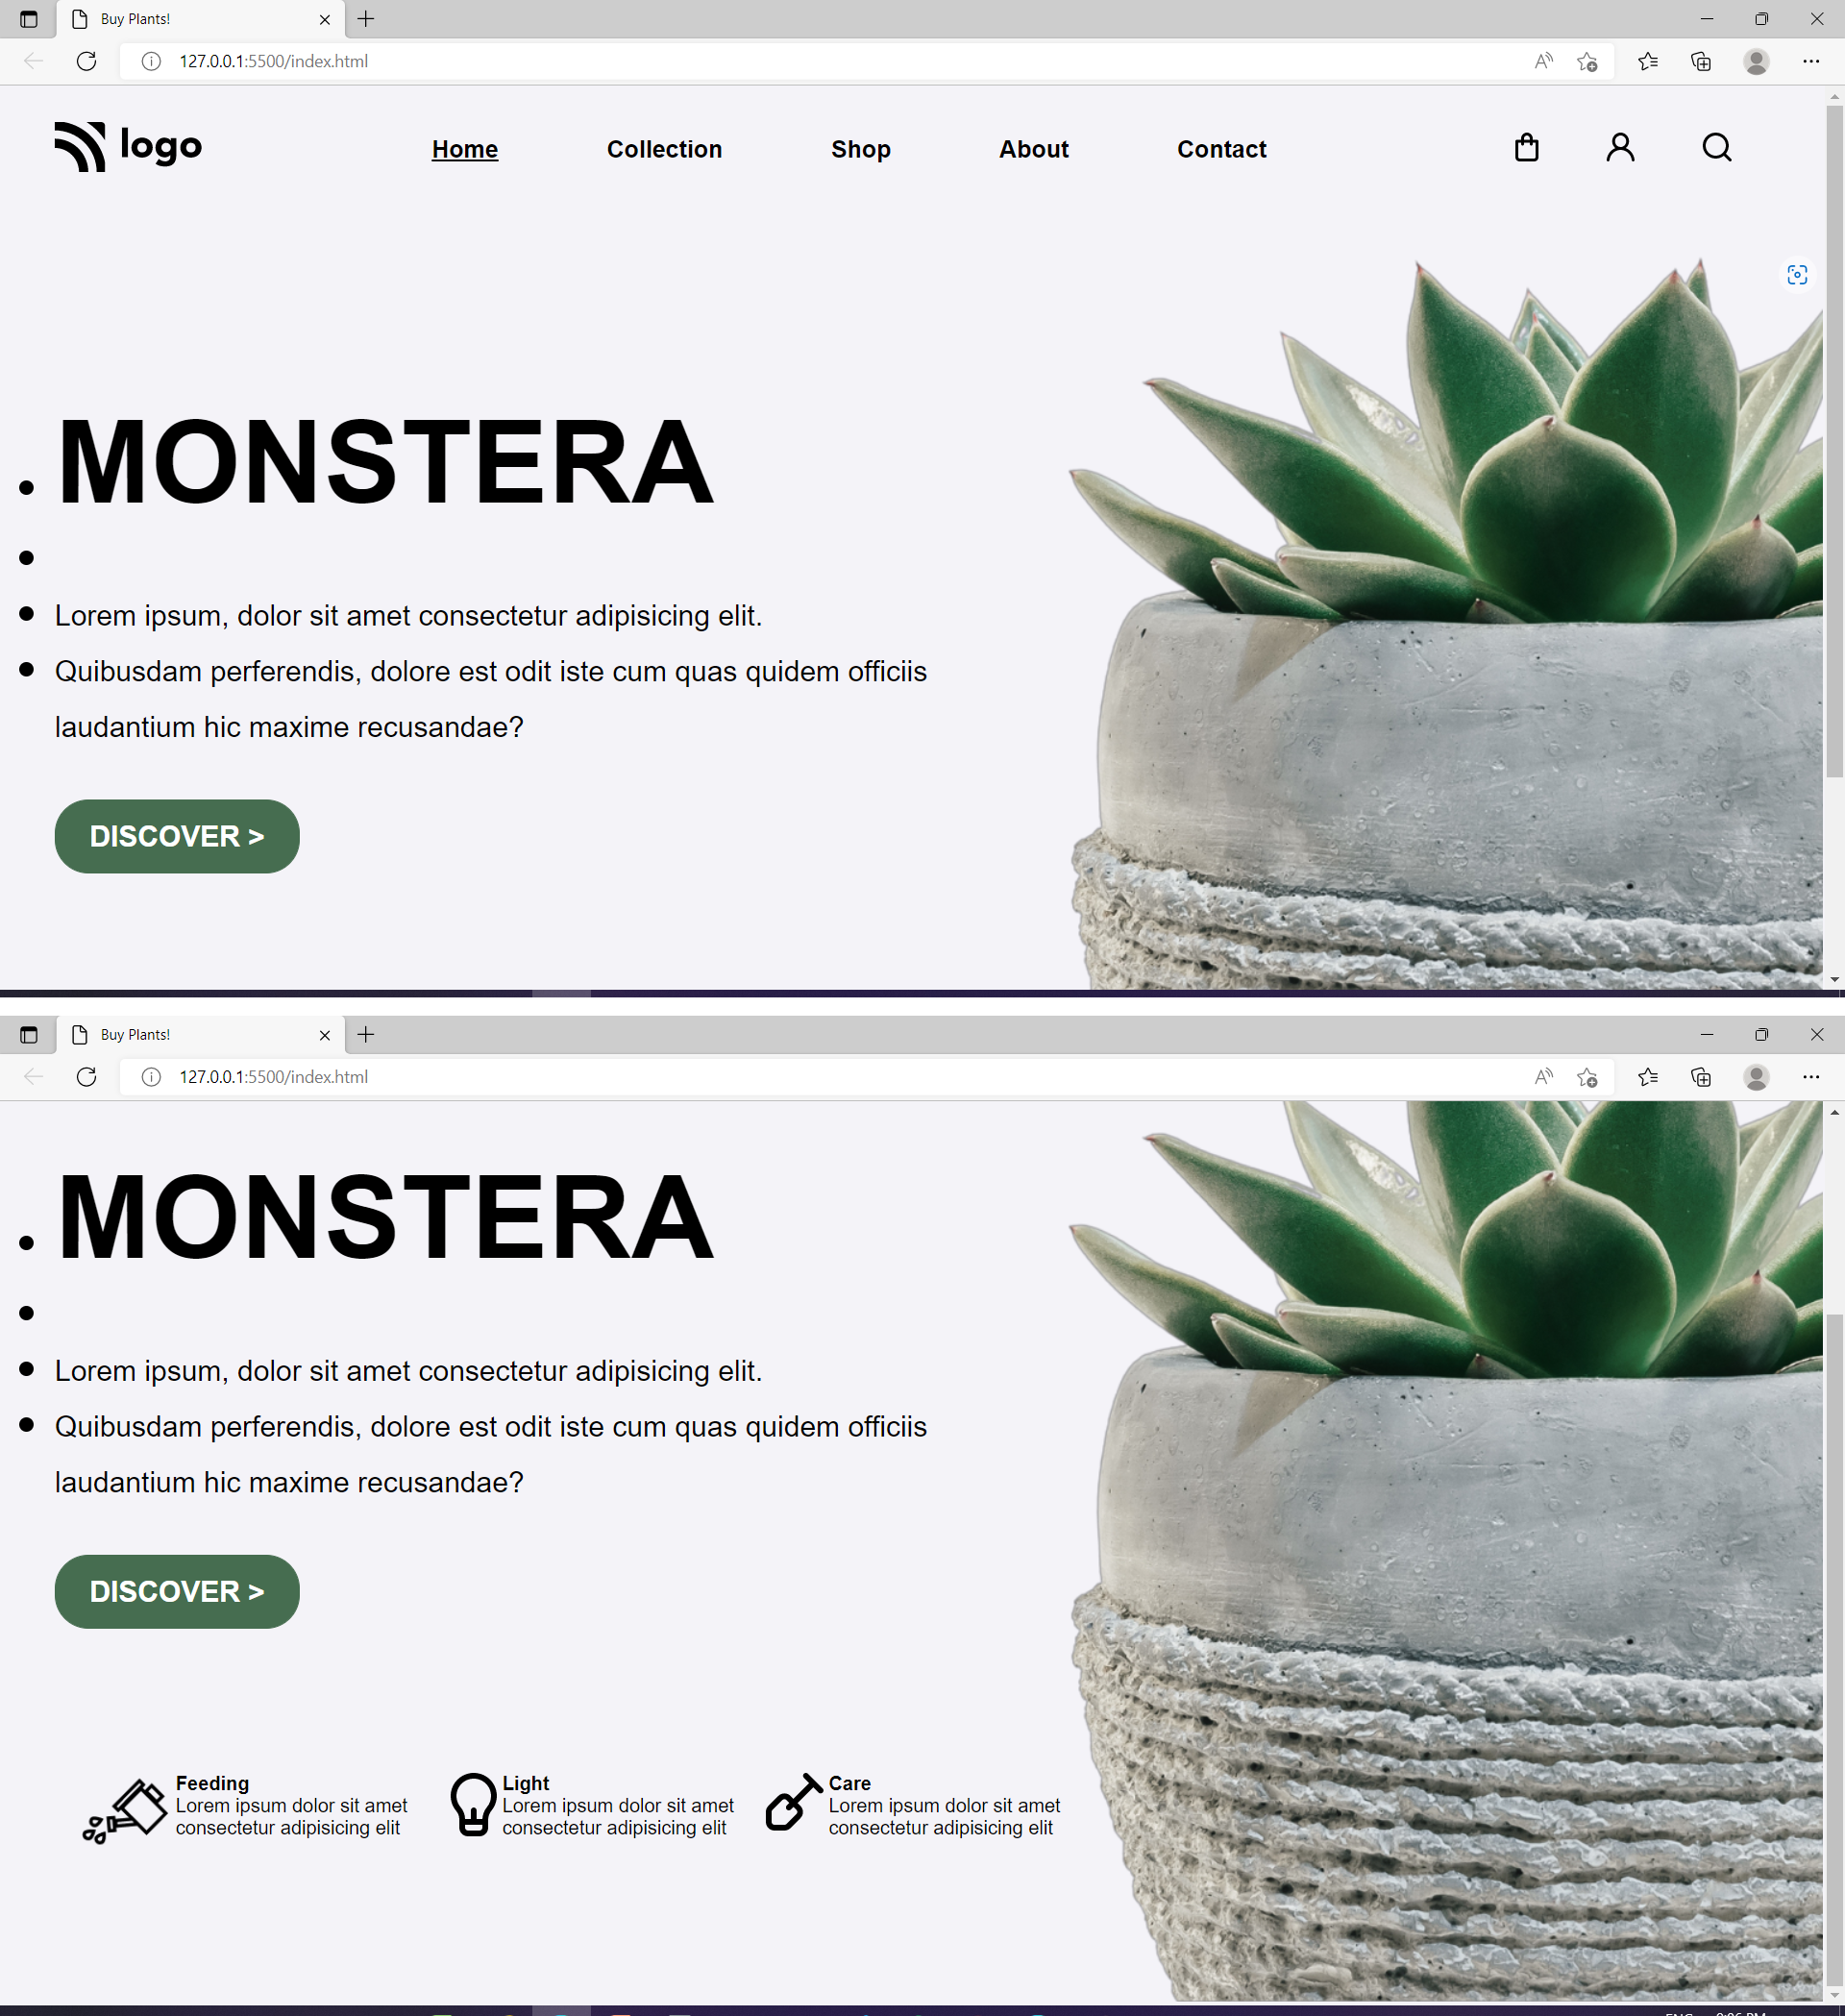 Buy Plants!
127.0.0.1:5500/index.html
logo
Home Collection Shop About Contact
• MONSTERA
•
• Lorem ipsum, dolor sit amet consectetur adipisicing elit.
• Quibusdam perferendis, dolore est odit iste cum quas quidem officiis
laudantium hic maxime recusandae?
DISCOVER >
Buy Plants!
127.0.0.1:5500/index.html
• MONSTERA
•
• Lorem ipsum, dolor sit amet consectetur adipisicing elit.
• Quibusdam perferendis, dolore est odit iste cum quas quidem officiis
laudantium hic maxime recusandae?
DISCOVER >
Feeding
Lorem ipsum dolor sit amet
consectetur adipisicing elit
Light
Lorem ipsum dolor sit amet
consectetur adipisicing elit
Care
Lorem ipsum dolor sit amet
consectetur adipisicing elit